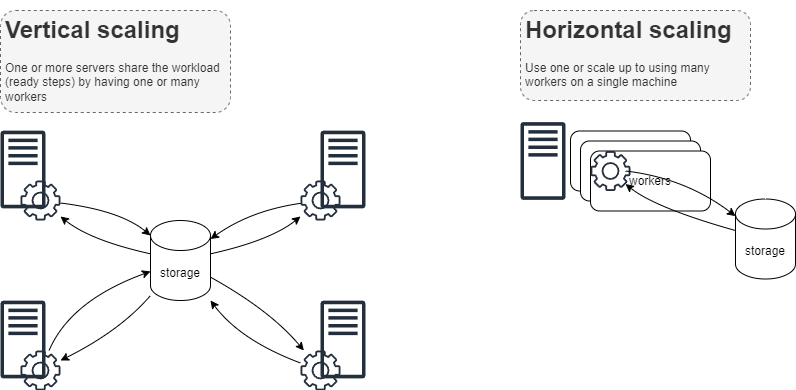 Vertical scaling
One or more servers share the workload
(ready steps) by having one or many
workers
Horizontal scaling
Use one or scale up to using many
workers on a single machine
workers
storage
storage